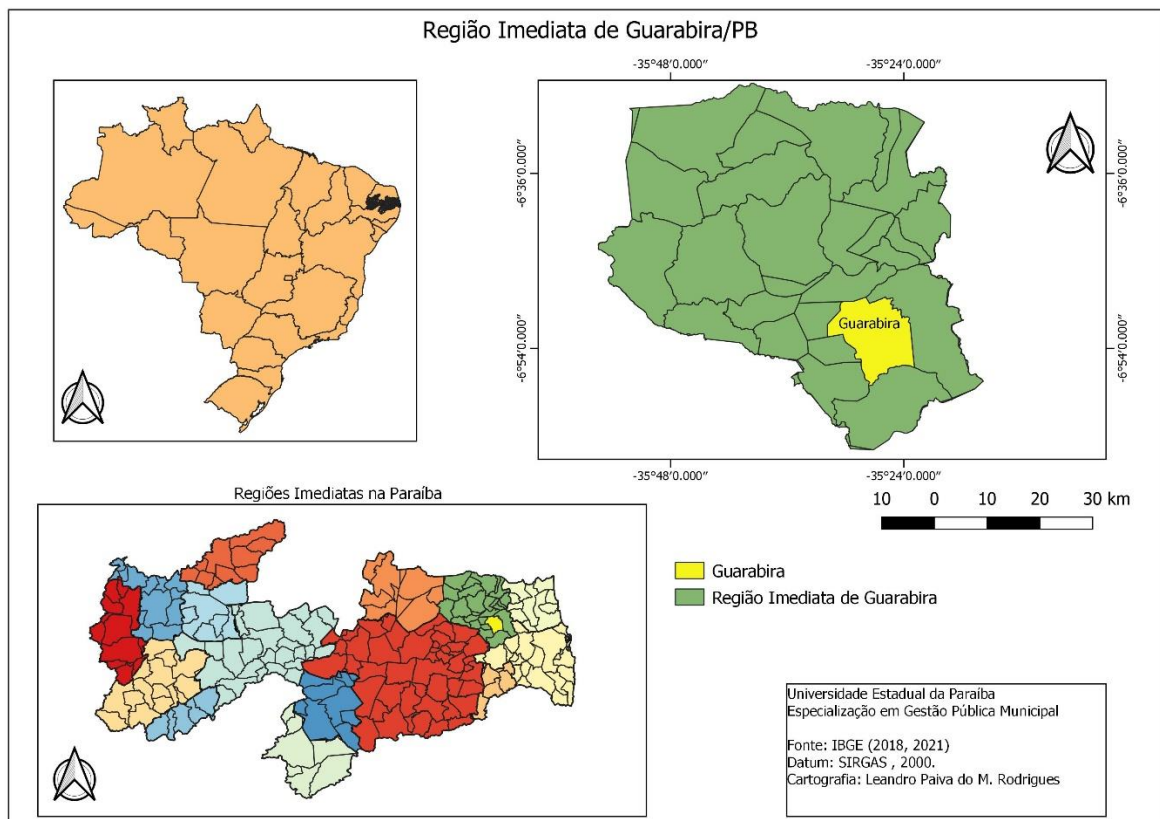 Região Imediata de Guarabira/PB
-35°48'0.000"
-35°24'0.000"
-6°36'0.000"
-6°36'0.000"
Guarabira
-6°54'0.000"
-6°54'0.000"
-35°48'0.000"
-35°24'0.000"
Regiões Imediatas na Paraíba
10 0 10 20 30 km
Guarabira
Região Imediata de Guarabira
Universidade Estadual da Paraíba
Especialização em Gestão Pública Municipal
Fonte: IBGE (2018, 2021)
Datum: SIRGAS , 2000.
Cartografia: Leandro Paiva do M. Rodrigues